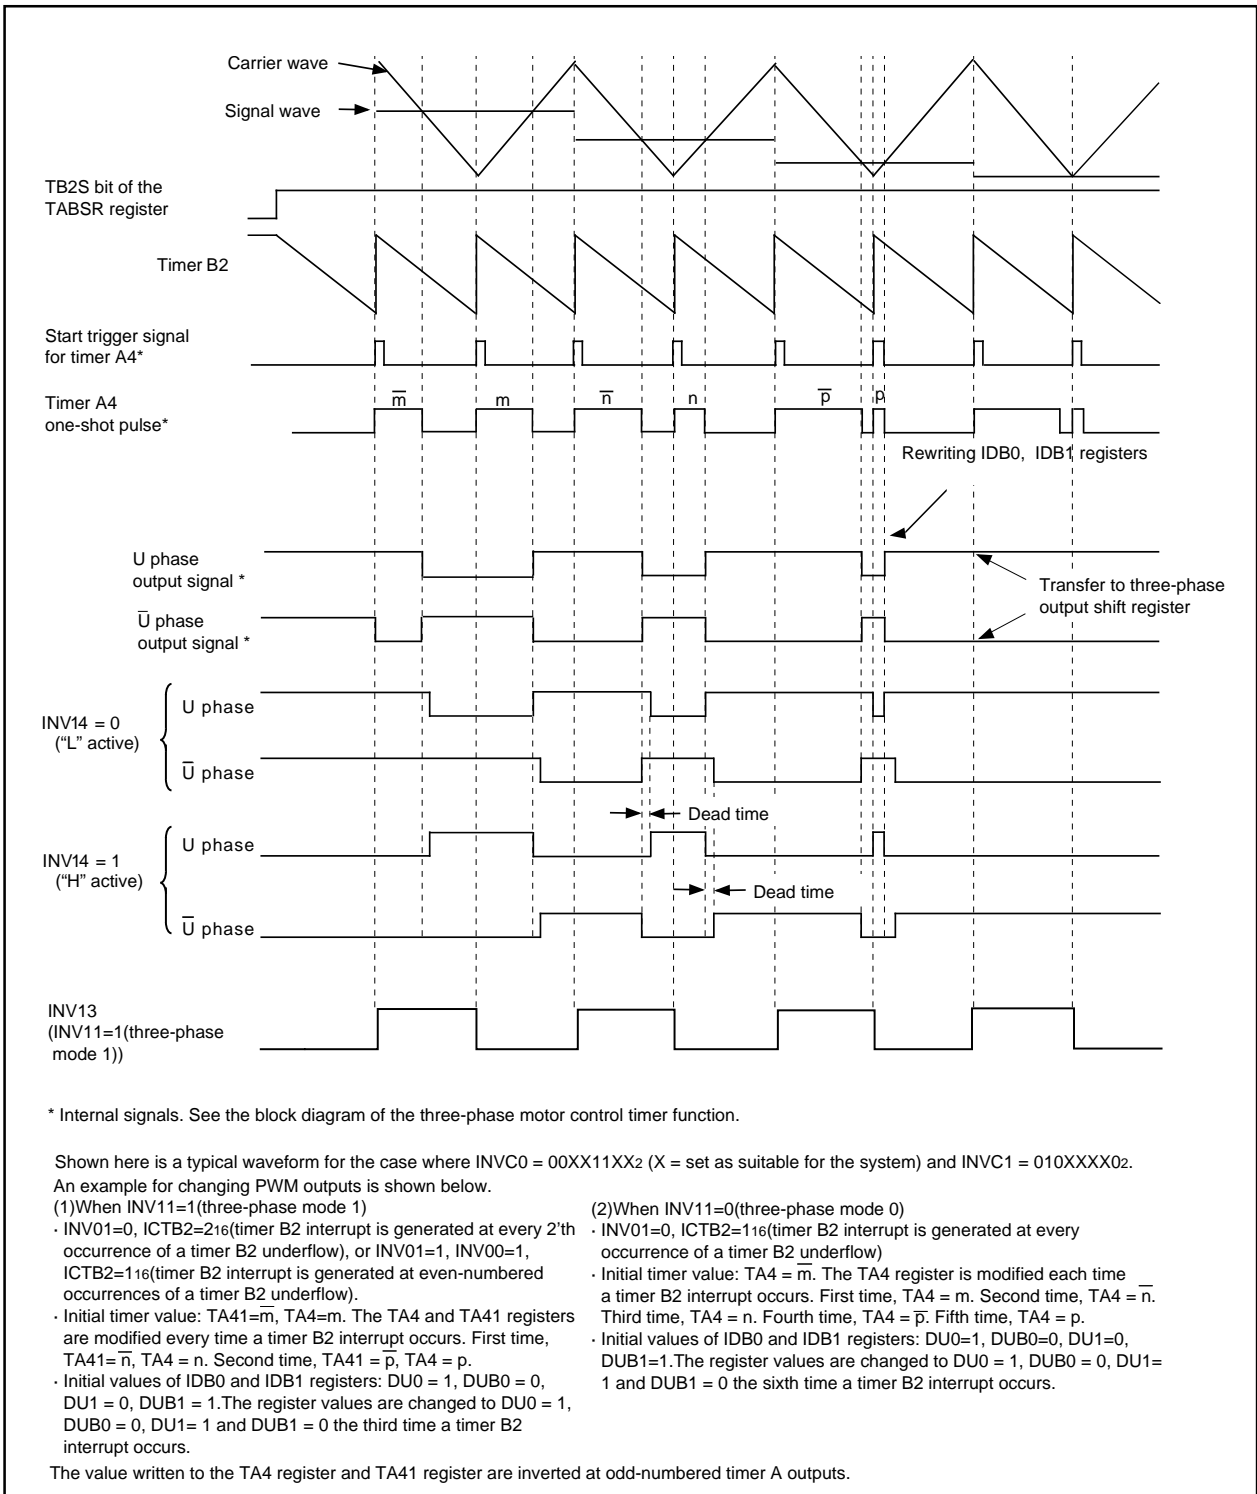 Carrier wave
Signal wave
TB2S bit of the
TABSR register
Timer B2
Start trigger signal
for timer A4*
Timer A4
one-shot pulse*
m̅
m
n̅
n
p̅
p
Rewriting IDB0, IDB1 registers
U phase
output signal *
Transfer to three-phase
output shift register
U̅ phase
output signal *
INV14 = 0
(“L” active)
U phase
U̅ phase
Dead time
INV14 = 1
(“H” active)
U phase
Dead time
U̅ phase
INV13
(INV11=1(three-phase
mode 1))
* Internal signals. See the block diagram of the three-phase motor control timer function.
Shown here is a typical waveform for the case where INVC0 = 00XX11XX₂ (X = set as suitable for the system) and INVC1 = 010XXXX0₂.
An example for changing PWM outputs is shown below.
(1)When INV11=1(three-phase mode 1)
· INV01=0, ICTB2=2₁₆(timer B2 interrupt is generated at every 2’th
occurrence of a timer B2 underflow), or INV01=1, INV00=1,
ICTB2=1₁₆(timer B2 interrupt is generated at even-numbered
occurrences of a timer B2 underflow).
· Initial timer value: TA41=m̅, TA4=m. The TA4 and TA41 registers
are modified every time a timer B2 interrupt occurs. First time,
TA41= n̅, TA4 = n. Second time, TA41 = p̅, TA4 = p.
· Initial values of IDB0 and IDB1 registers: DU0 = 1, DUB0 = 0,
DU1 = 0, DUB1 = 1.The register values are changed to DU0 = 1,
DUB0 = 0, DU1= 1 and DUB1 = 0 the third time a timer B2
interrupt occurs.
(2)When INV11=0(three-phase mode 0)
· INV01=0, ICTB2=1₁₆(timer B2 interrupt is generated at every
occurrence of a timer B2 underflow)
· Initial timer value: TA4 = m̅. The TA4 register is modified each time
a timer B2 interrupt occurs. First time, TA4 = m. Second time, TA4 = n̅.
Third time, TA4 = n. Fourth time, TA4 = p̅. Fifth time, TA4 = p.
· Initial values of IDB0 and IDB1 registers: DU0=1, DUB0=0, DU1=0,
DUB1=1.The register values are changed to DU0 = 1, DUB0 = 0, DU1=
1 and DUB1 = 0 the sixth time a timer B2 interrupt occurs.
The value written to the TA4 register and TA41 register are inverted at odd-numbered timer A outputs.